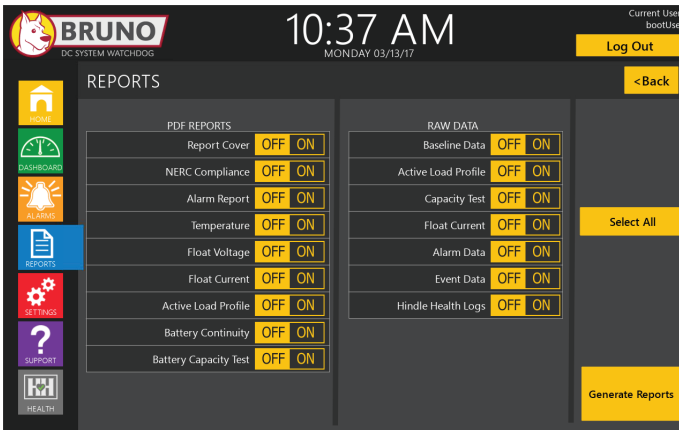 BRUNO
DC SYSTEM WATCHDOG
10:37 AM
MONDAY 03/13/17
Current User
bootUse
Log Out
REPORTS
<Back
HOME
DASHBOARD
ALARMS
REPORTS
SETTINGS
SUPPORT
HEALTH
PDF REPORTS
Report Cover OFF ON
NERC Compliance OFF ON
Alarm Report OFF ON
Temperature OFF ON
Float Voltage OFF ON
Float Current OFF ON
Active Load Profile OFF ON
Battery Continuity OFF ON
Battery Capacity Test OFF ON
RAW DATA
Baseline Data OFF ON
Active Load Profile OFF ON
Capacity Test OFF ON
Float Current OFF ON
Alarm Data OFF ON
Event Data OFF ON
Hindle Health Logs OFF ON
Select All
Generate Reports